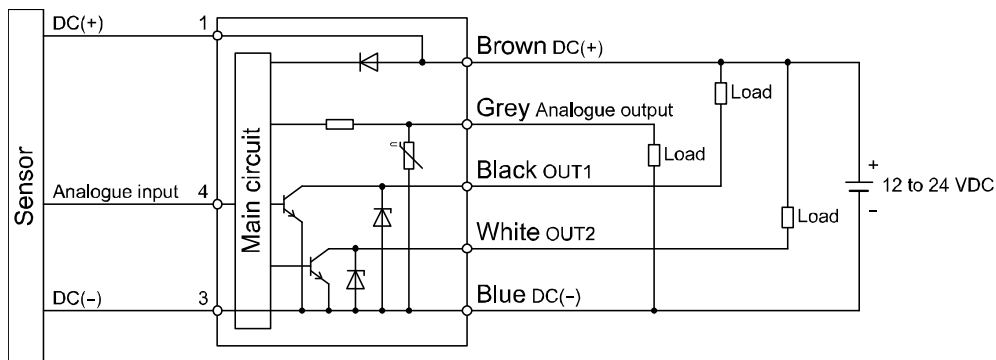 Sensor
DC(+)
1
Analogue input
4
DC(–)
3
Main circuit
U
Brown DC(+)
Grey Analogue output
Black OUT1
White OUT2
Blue DC(–)
Load
Load
Load
+
12 to 24 VDC
–